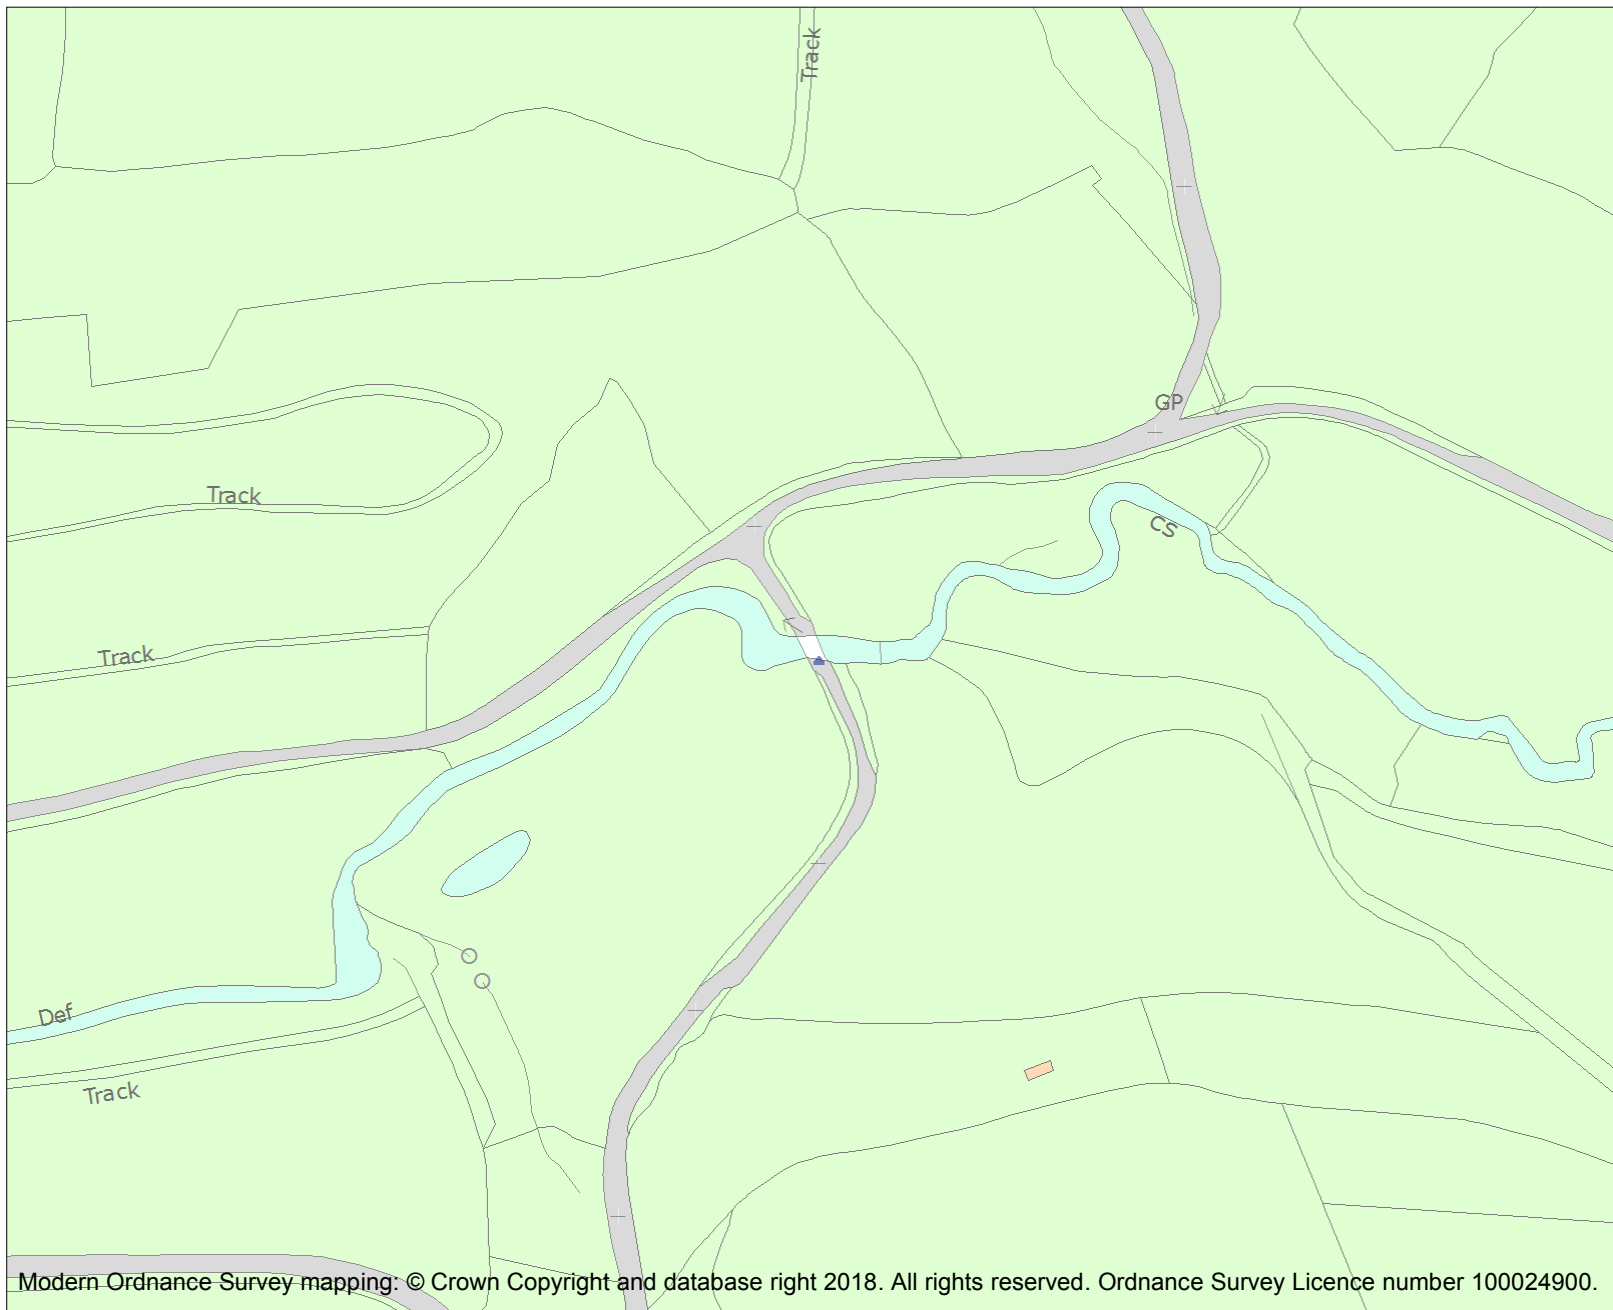 Track
GP
Track
CS
Track
Def
Track
Modern Ordnance Survey mapping: © Crown Copyright and database right 2018. All rights reserved. Ordnance Survey Licence number 100024900.